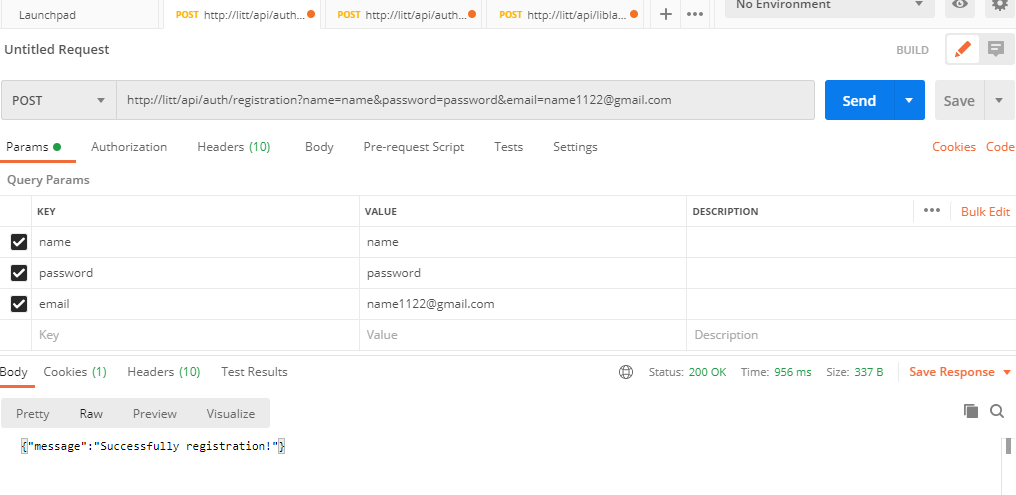 Launchpad POST http://litt/api/auth... POST http://litt/api/auth... POST http://litt/api/libla... + ••• No Environment
Untitled Request BUILD
POST http://litt/api/auth/registration?name=name&password=password&email=name1122@gmail.com Send Save
Params Authorization Headers (10) Body Pre-request Script Tests Settings Cookies Code
Query Params
KEY VALUE DESCRIPTION ••• Bulk Edit
name name
password password
email name1122@gmail.com
Key Value Description
Body Cookies (1) Headers (10) Test Results Status: 200 OK Time: 956 ms Size: 337 B Save Response
Pretty Raw Preview Visualize
{"message":"Successfully registration!"}